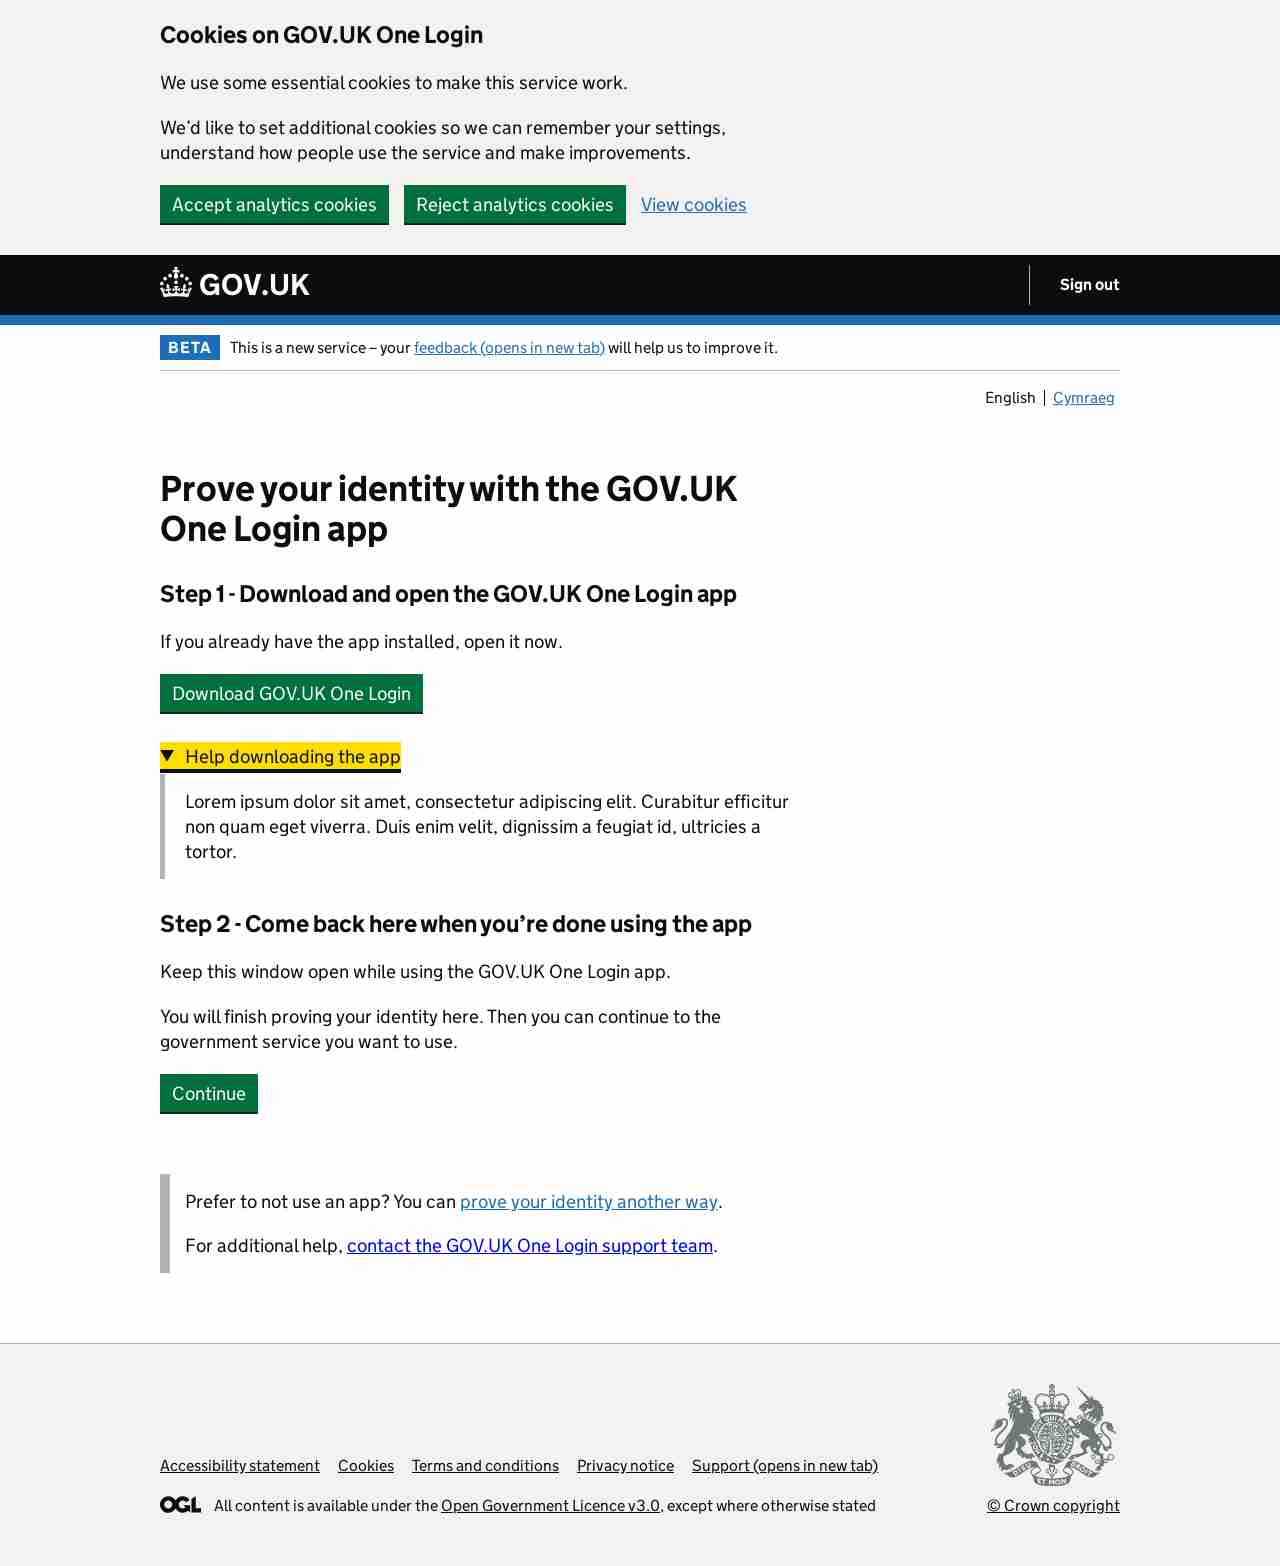 Cookies on GOV.UK One Login
We use some essential cookies to make this service work.
We’d like to set additional cookies so we can remember your settings,
understand how people use the service and make improvements.
Accept analytics cookies Reject analytics cookies View cookies
GOV.UK Sign out
BETA This is a new service – your feedback (opens in new tab) will help us to improve it.
English Cymraeg
Prove your identity with the GOV.UK
One Login app
Step 1 - Download and open the GOV.UK One Login app
If you already have the app installed, open it now.
Download GOV.UK One Login
Help downloading the app
Lorem ipsum dolor sit amet, consectetur adipiscing elit. Curabitur efficitur
non quam eget viverra. Duis enim velit, dignissim a feugiat id, ultricies a
tortor.
Step 2 - Come back here when you’re done using the app
Keep this window open while using the GOV.UK One Login app.
You will finish proving your identity here. Then you can continue to the
government service you want to use.
Continue
Prefer to not use an app? You can prove your identity another way.
For additional help, contact the GOV.UK One Login support team.
Accessibility statement Cookies Terms and conditions Privacy notice Support (opens in new tab)
OGL All content is available under the Open Government Licence v3.0, except where otherwise stated
© Crown copyright